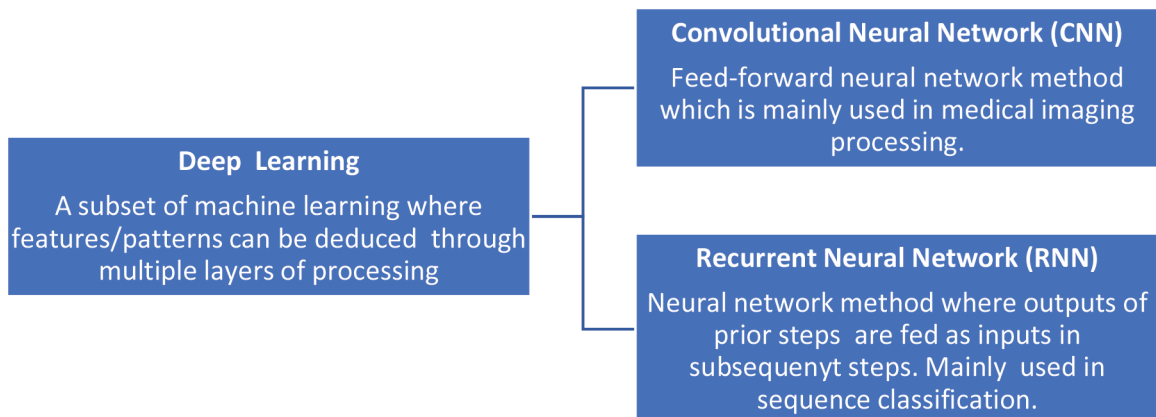 Convolutional Neural Network (CNN)
Feed-forward neural network method
which is mainly used in medical imaging
processing.
Deep Learning
A subset of machine learning where
features/patterns can be deduced through
multiple layers of processing
Recurrent Neural Network (RNN)
Neural network method where outputs of
prior steps are fed as inputs in
subsequenyt steps. Mainly used in
sequence classification.